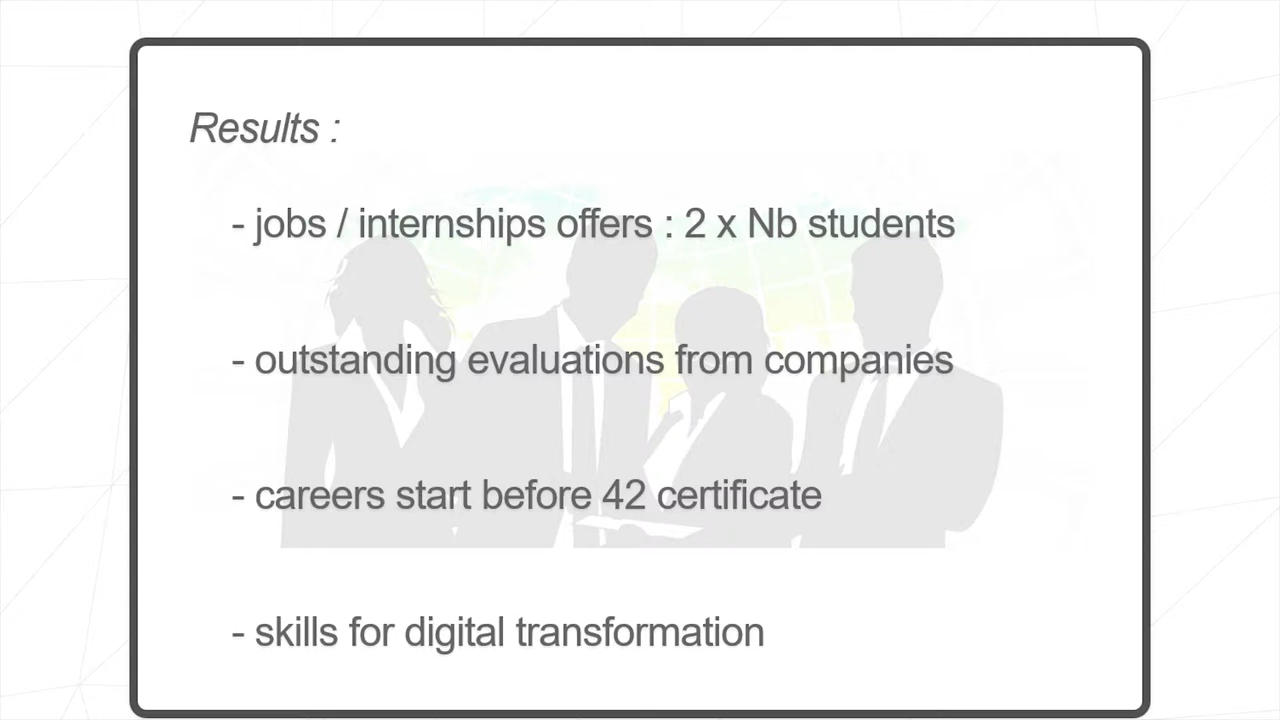 Results :
- jobs / internships offers : 2 x Nb students
- outstanding evaluations from companies
- careers start before 42 certificate
- skills for digital transformation